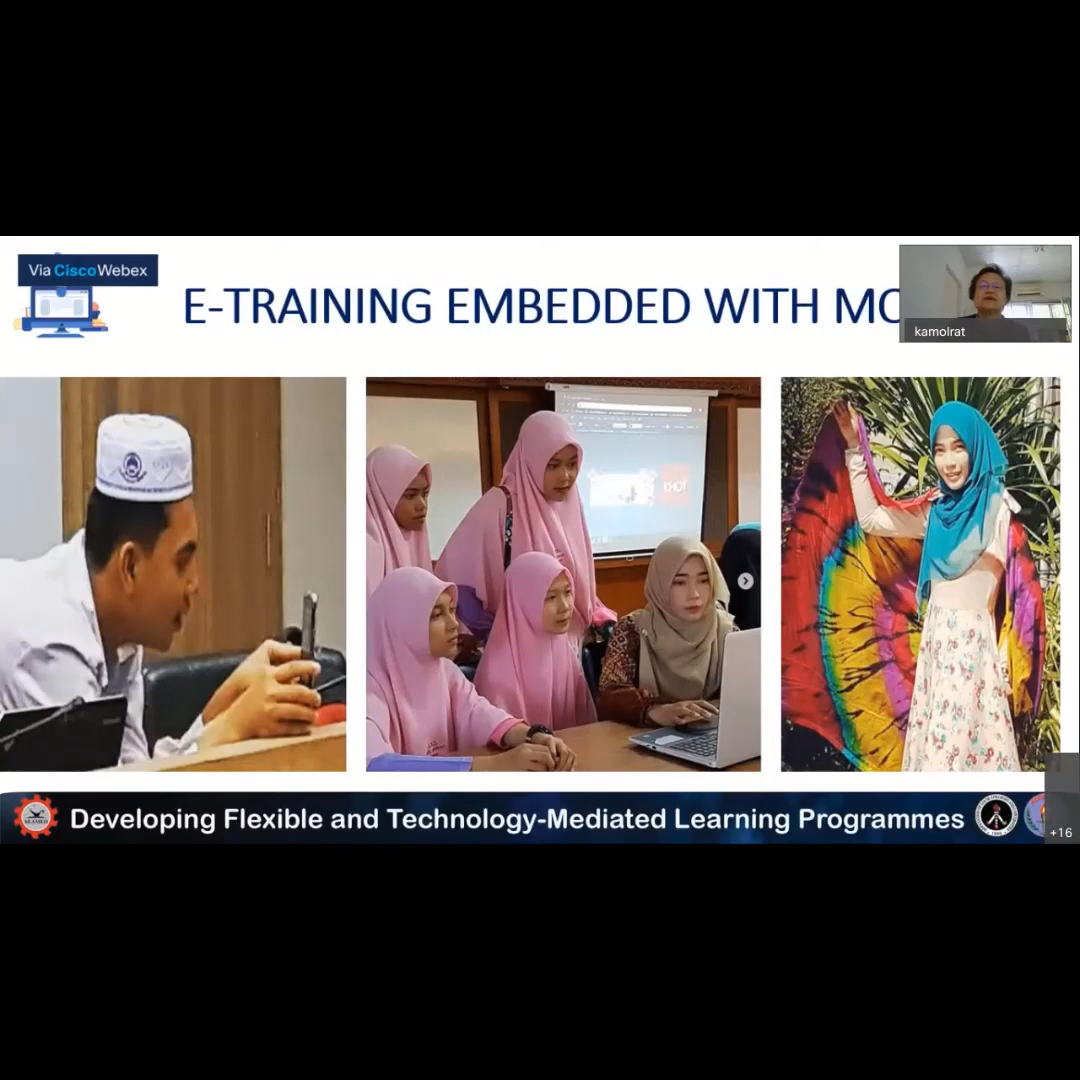 Via CiscoWebex
E-TRAINING EMBEDDED WITH MO
kamolrat
Developing Flexible and Technology-Mediated Learning Programmes
+16